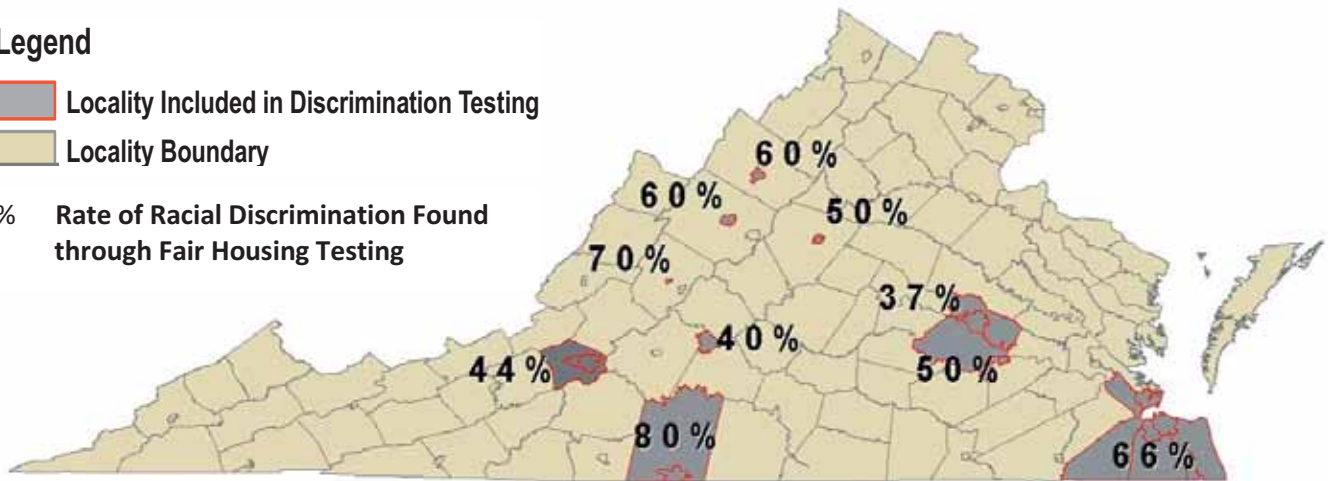 Legend
Locality Included in Discrimination Testing
Locality Boundary
% Rate of Racial Discrimination Found
through Fair Housing Testing
60%
60%
50%
70%
37%
40%
44%
50%
80%
66%